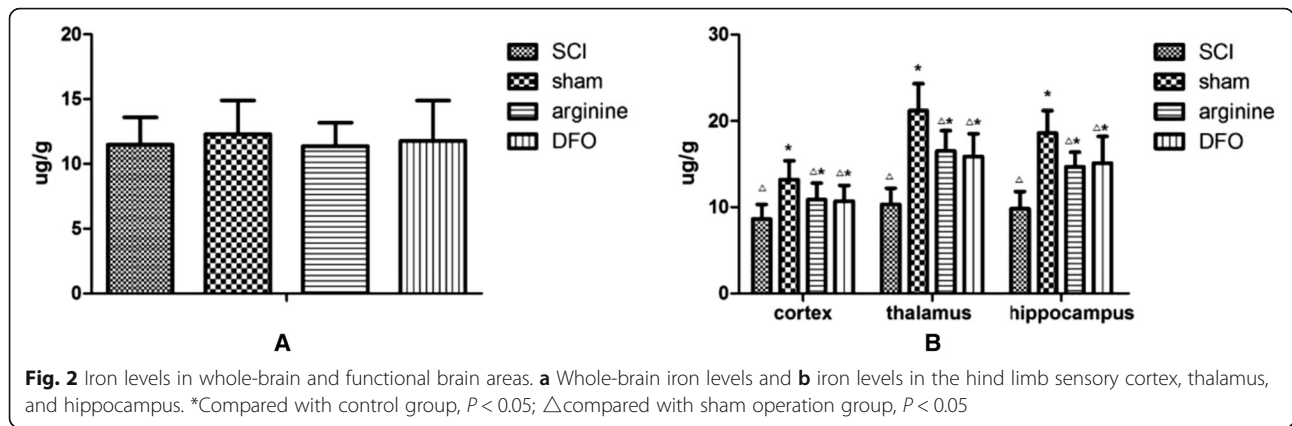 20
15
10
5
0
ug/g
SCI
sham
arginine
DFO
A
30
20
10
0
ug/g
△ * △* △*
△ * △* △*
△ * △* △*
cortex thalamus hippocampus
SCI
sham
arginine
DFO
B
Fig. 2 Iron levels in whole-brain and functional brain areas. a Whole-brain iron levels and b iron levels in the hind limb sensory cortex, thalamus,
and hippocampus. *Compared with control group, P < 0.05; △compared with sham operation group, P < 0.05